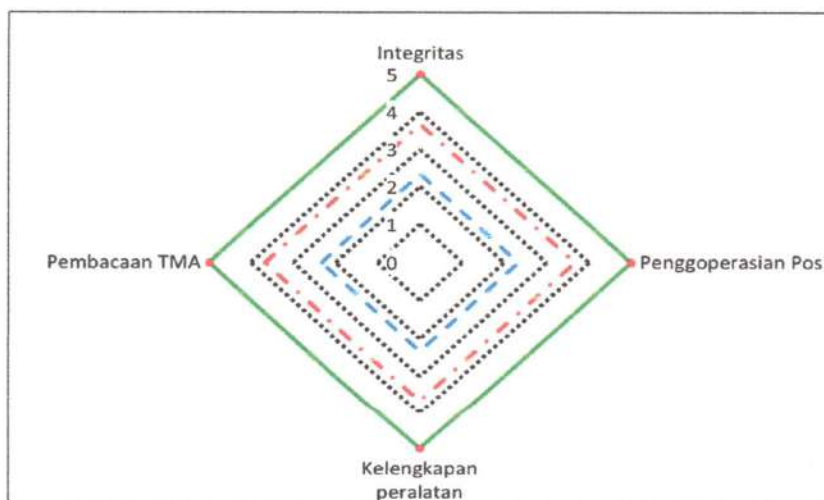 Integritas
5
4
3
2
1
0
Pembacaan TMA
Penggoperasian Pos
Kelengkapan
peralatan